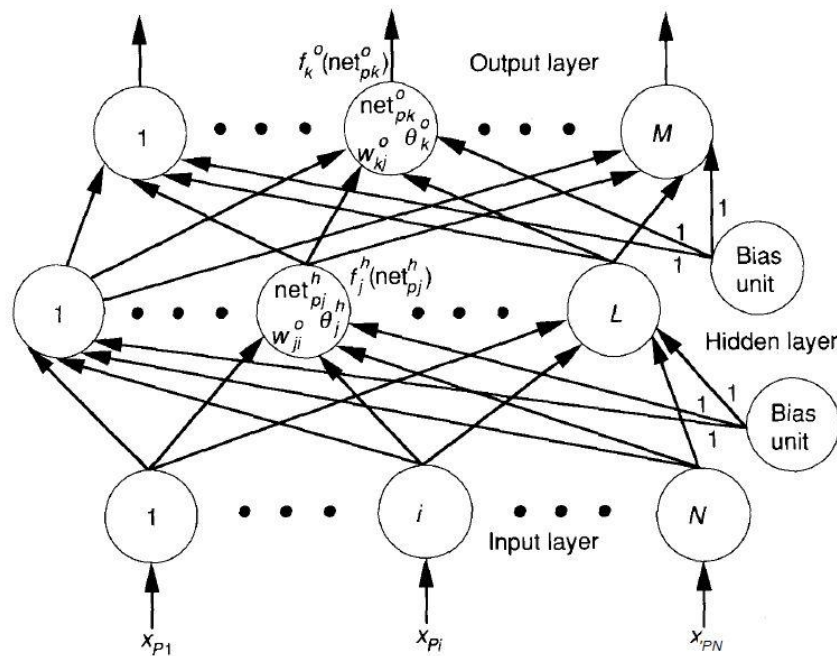 f_k^o(net_pk^o)
Output layer
1
net_pk^o
w_kj^o θ_k^o
M
1
1
1
Bias
unit
1
net_pj^h
w_ji^o θ_j^h
f_j^h(net_pj^h)
L
Hidden layer
1
1
1
Bias
unit
1
i
N
Input layer
x_P1
x_Pi
x_PN